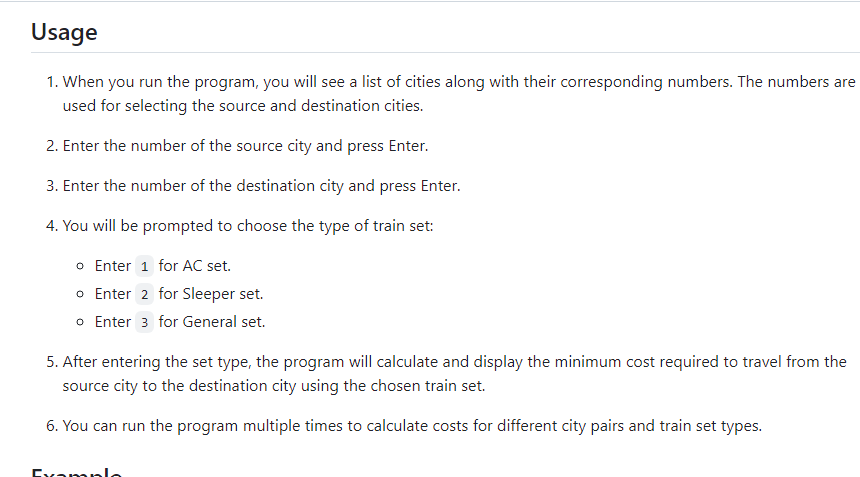 Usage
1. When you run the program, you will see a list of cities along with their corresponding numbers. The numbers are
used for selecting the source and destination cities.
2. Enter the number of the source city and press Enter.
3. Enter the number of the destination city and press Enter.
4. You will be prompted to choose the type of train set:
Enter 1 for AC set.
Enter 2 for Sleeper set.
Enter 3 for General set.
5. After entering the set type, the program will calculate and display the minimum cost required to travel from the
source city to the destination city using the chosen train set.
6. You can run the program multiple times to calculate costs for different city pairs and train set types.
Example